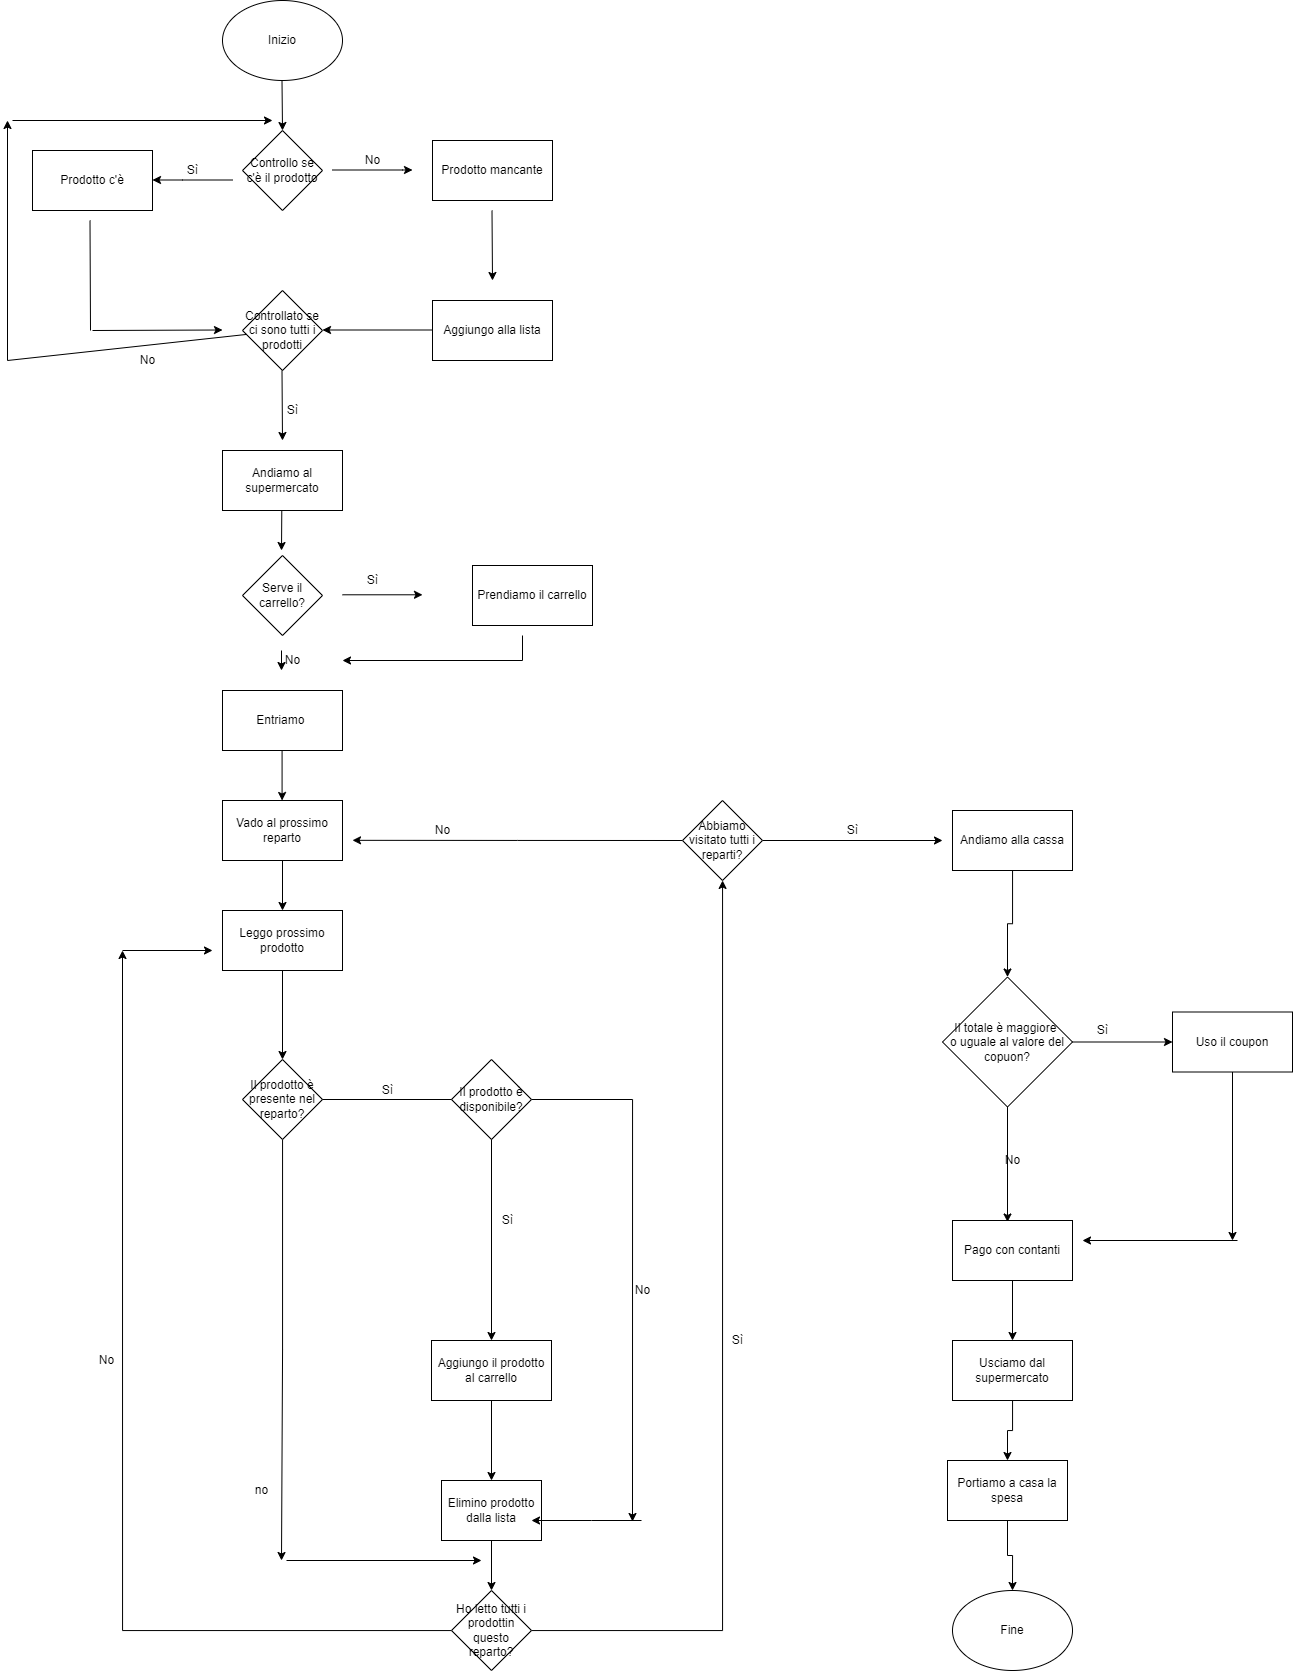 Inizio
Controllo se
c'è il prodotto
Sì
No
Prodotto c'è
Prodotto mancante
Controllato se
ci sono tutti i
prodotti
Aggiungo alla lista
No
Sì
Andiamo al
supermercato
Serve il
carrello?
Sì
Prendiamo il carrello
No
Entriamo
Vado al prossimo
reparto
No
Abbiamo
visitato tutti i
reparti?
Sì
Andiamo alla cassa
Leggo prossimo
prodotto
Il totale è maggiore
o uguale al valore del
copuon?
Sì
Uso il coupon
Il prodotto è
presente nel
reparto?
Sì
Il prodotto è
disponibile?
No
Sì
Pago con contanti
No
Sì
No
Aggiungo il prodotto
al carrello
Usciamo dal
supermercato
no
Elimino prodotto
dalla lista
Portiamo a casa la
spesa
Ho letto tutti i
prodottin
questo
reparto?
Fine